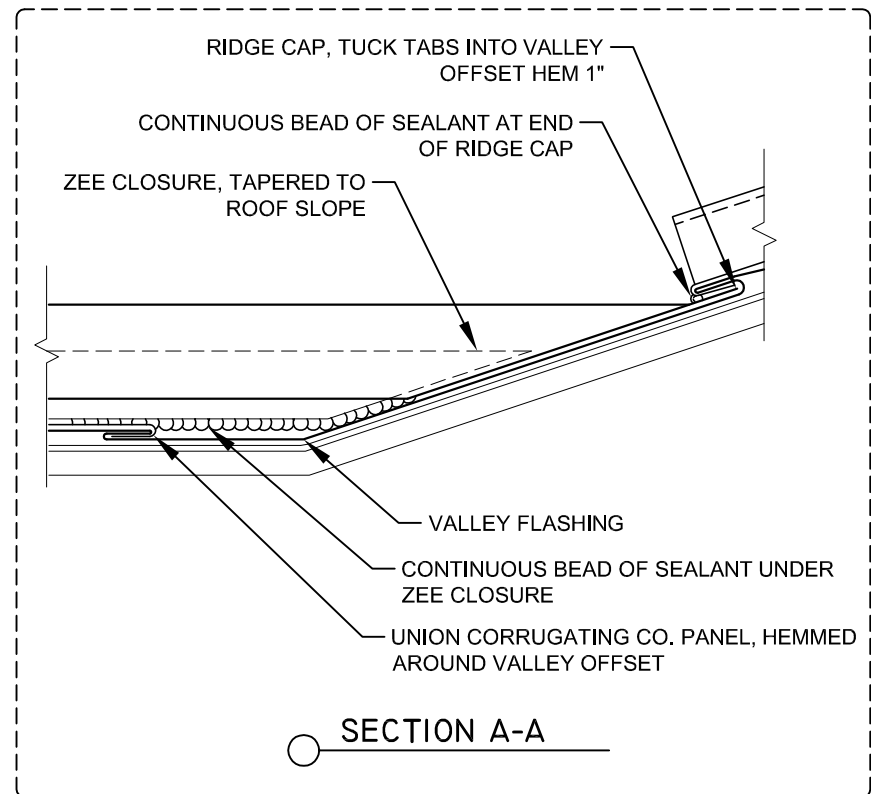 RIDGE CAP, TUCK TABS INTO VALLEY
OFFSET HEM 1"
CONTINUOUS BEAD OF SEALANT AT END
OF RIDGE CAP
ZEE CLOSURE, TAPERED TO
ROOF SLOPE
VALLEY FLASHING
CONTINUOUS BEAD OF SEALANT UNDER
ZEE CLOSURE
UNION CORRUGATING CO. PANEL, HEMMED
AROUND VALLEY OFFSET
SECTION A-A